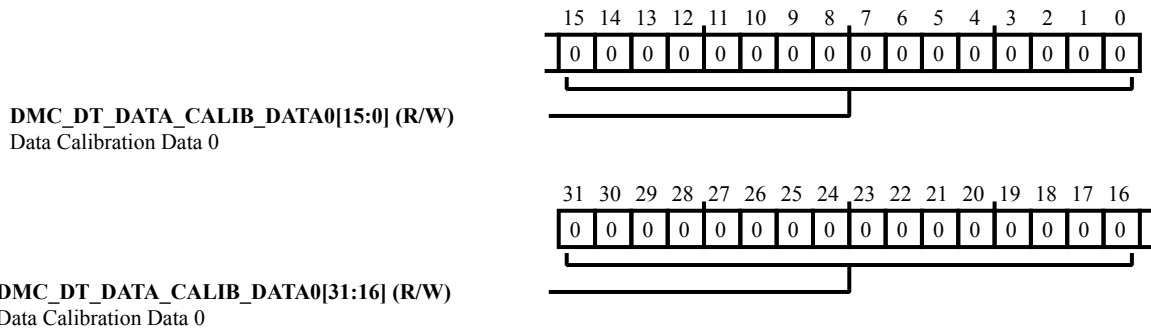 15 14 13 12 11 10 9 8 7 6 5 4 3 2 1 0
0 0 0 0 0 0 0 0 0 0 0 0 0 0 0 0
DMC_DT_DATA_CALIB_DATA0[15:0] (R/W)
Data Calibration Data 0
31 30 29 28 27 26 25 24 23 22 21 20 19 18 17 16
0 0 0 0 0 0 0 0 0 0 0 0 0 0 0 0
DMC_DT_DATA_CALIB_DATA0[31:16] (R/W)
Data Calibration Data 0